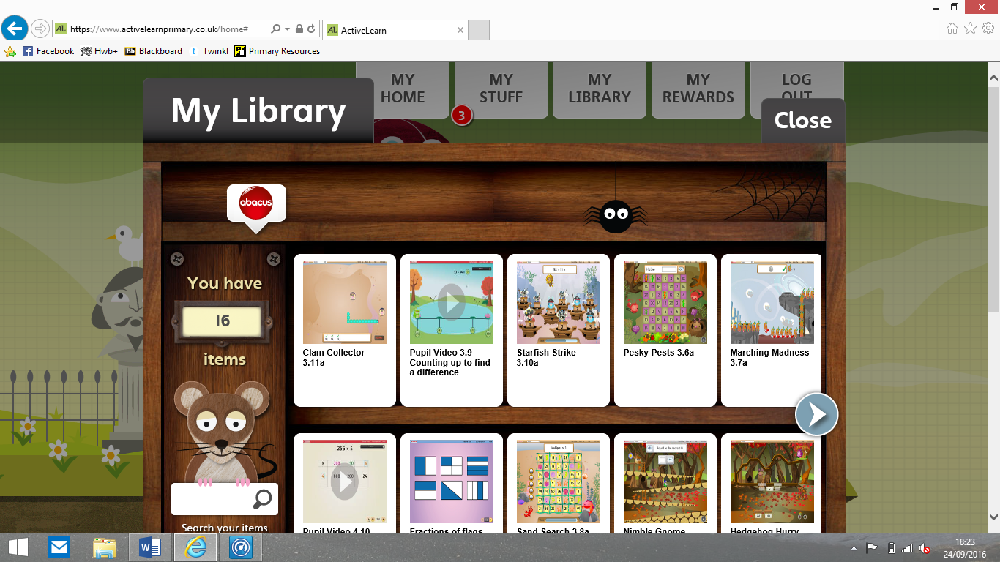 https://www.activelearnprimary.co.uk/home#
AL ActiveLearn
Facebook Hwb+ Bb Blackboard t Twinkl Primary Resources
MY HOME
MY STUFF
MY LIBRARY
MY REWARDS
LOG OUT
3
My Library
Close
abacus
You have
16
items
Search your items
Clam Collector
3.11a
Pupil Video 3.9
Counting up to find
a difference
Starfish Strike
3.10a
Pesky Pests 3.6a
Marching Madness
3.7a
256 x 4
Pupil Video 4.10
Fractions of flags
Sand Search 3.8a
Nimble Gnome
Hedgehog Hurry
18:23
24/09/2016